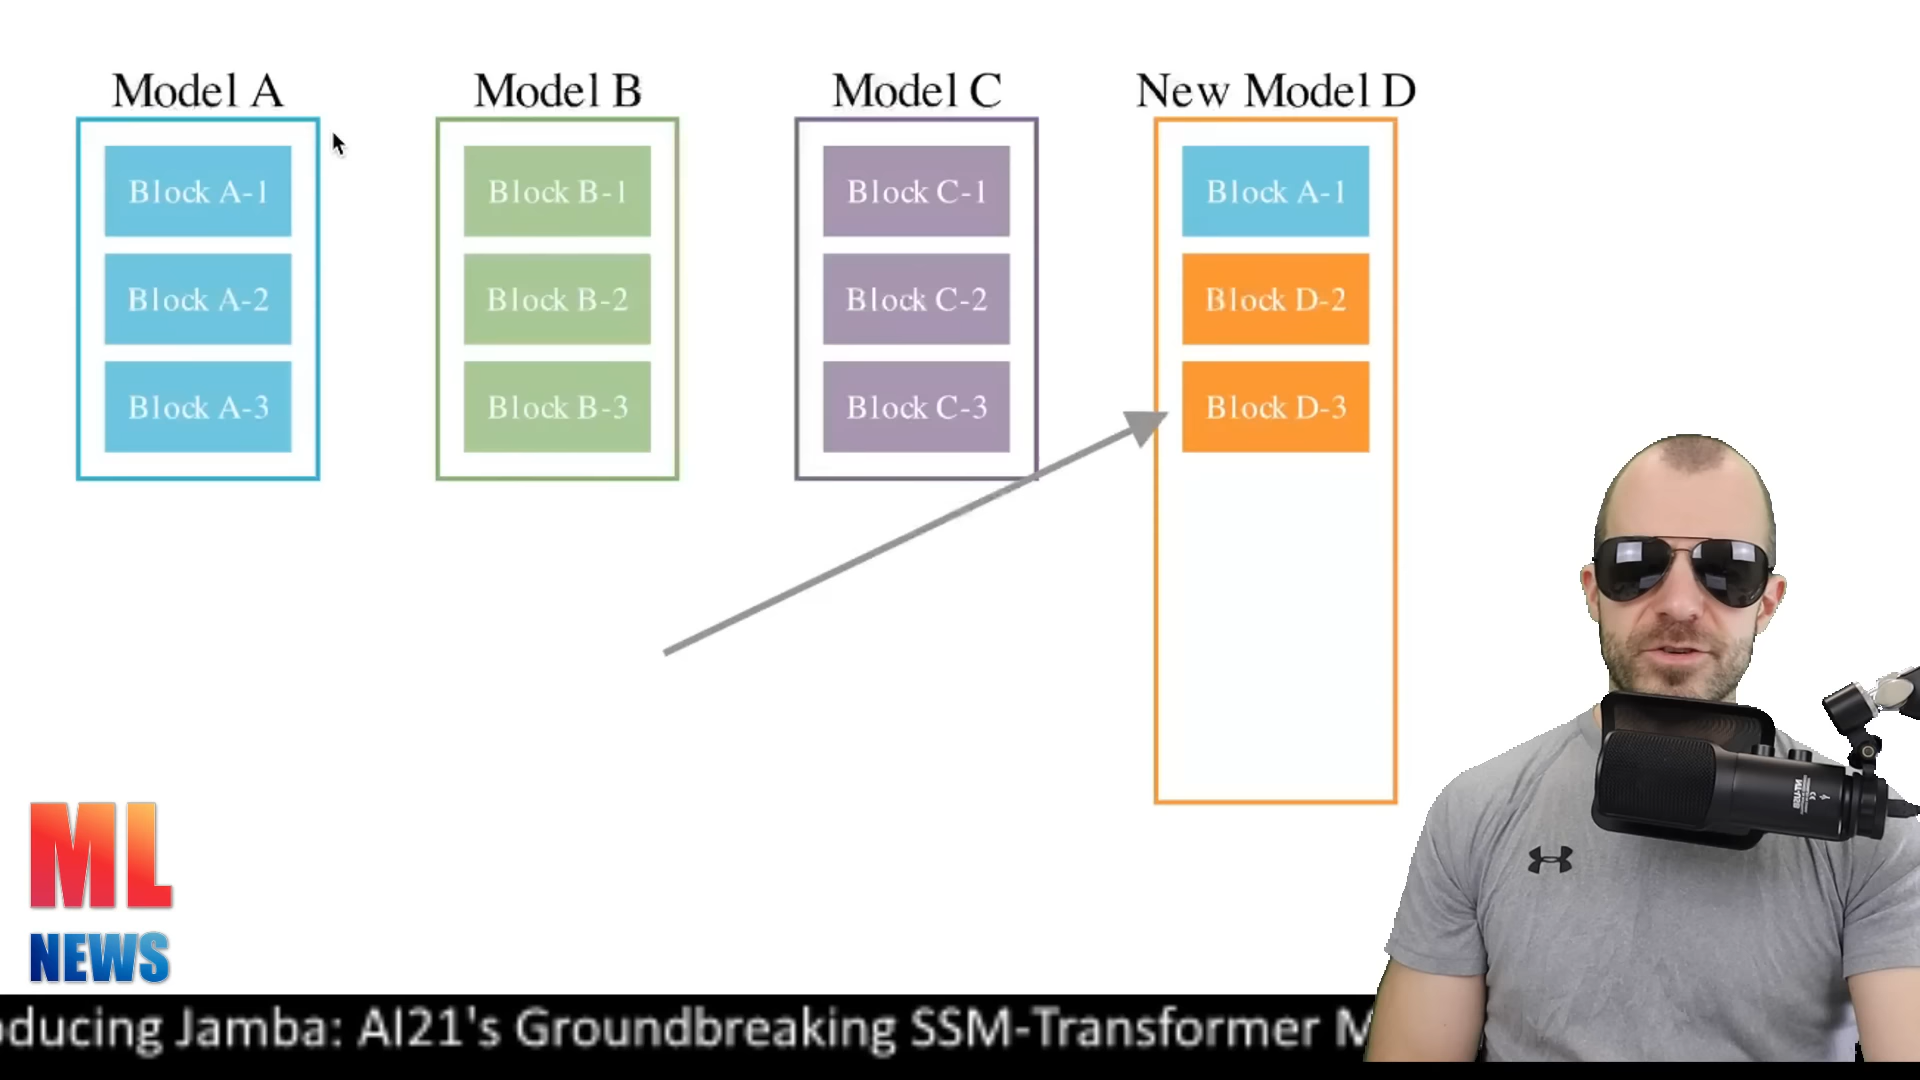 Model A
Model B
Model C
New Model D
Block A-1
Block B-1
Block C-1
Block A-1
Block A-2
Block B-2
Block C-2
Block D-2
Block A-3
Block B-3
Block C-3
Block D-3
ML
NEWS
oducing Jamba: AI21's Groundbreaking SSM-Transformer M